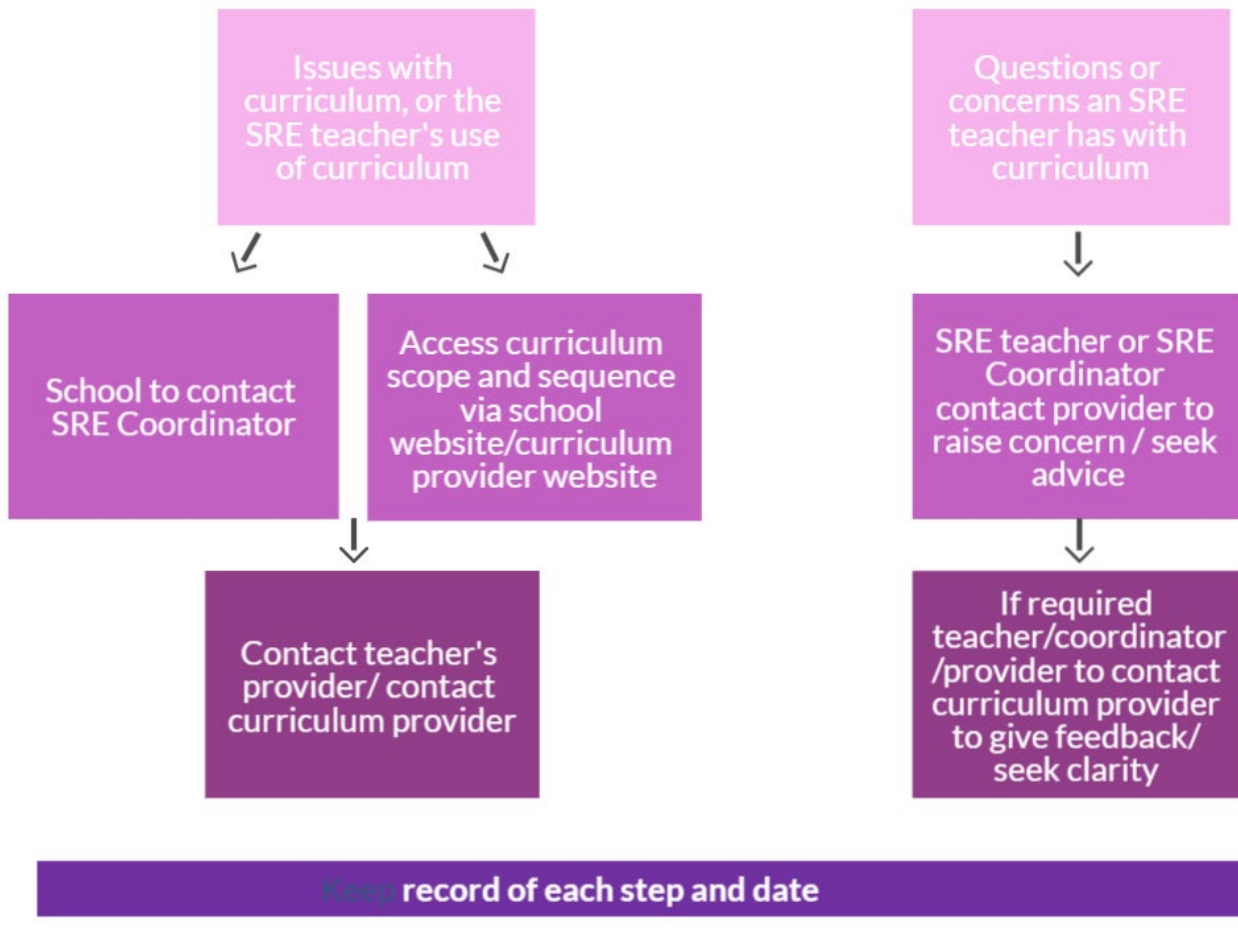 Issues with
curriculum, or the
SRE teacher's use
of curriculum
Questions or
concerns an SRE
teacher has with
curriculum
School to contact
SRE Coordinator
Access curriculum
scope and sequence
via school
website/curriculum
provider website
SRE teacher or SRE
Coordinator
contact provider to
raise concern / seek
advice
Contact teacher's
provider/ contact
curriculum provider
If required
teacher/coordinator
/provider to contact
curriculum provider
to give feedback/
seek clarity
Keep record of each step and date